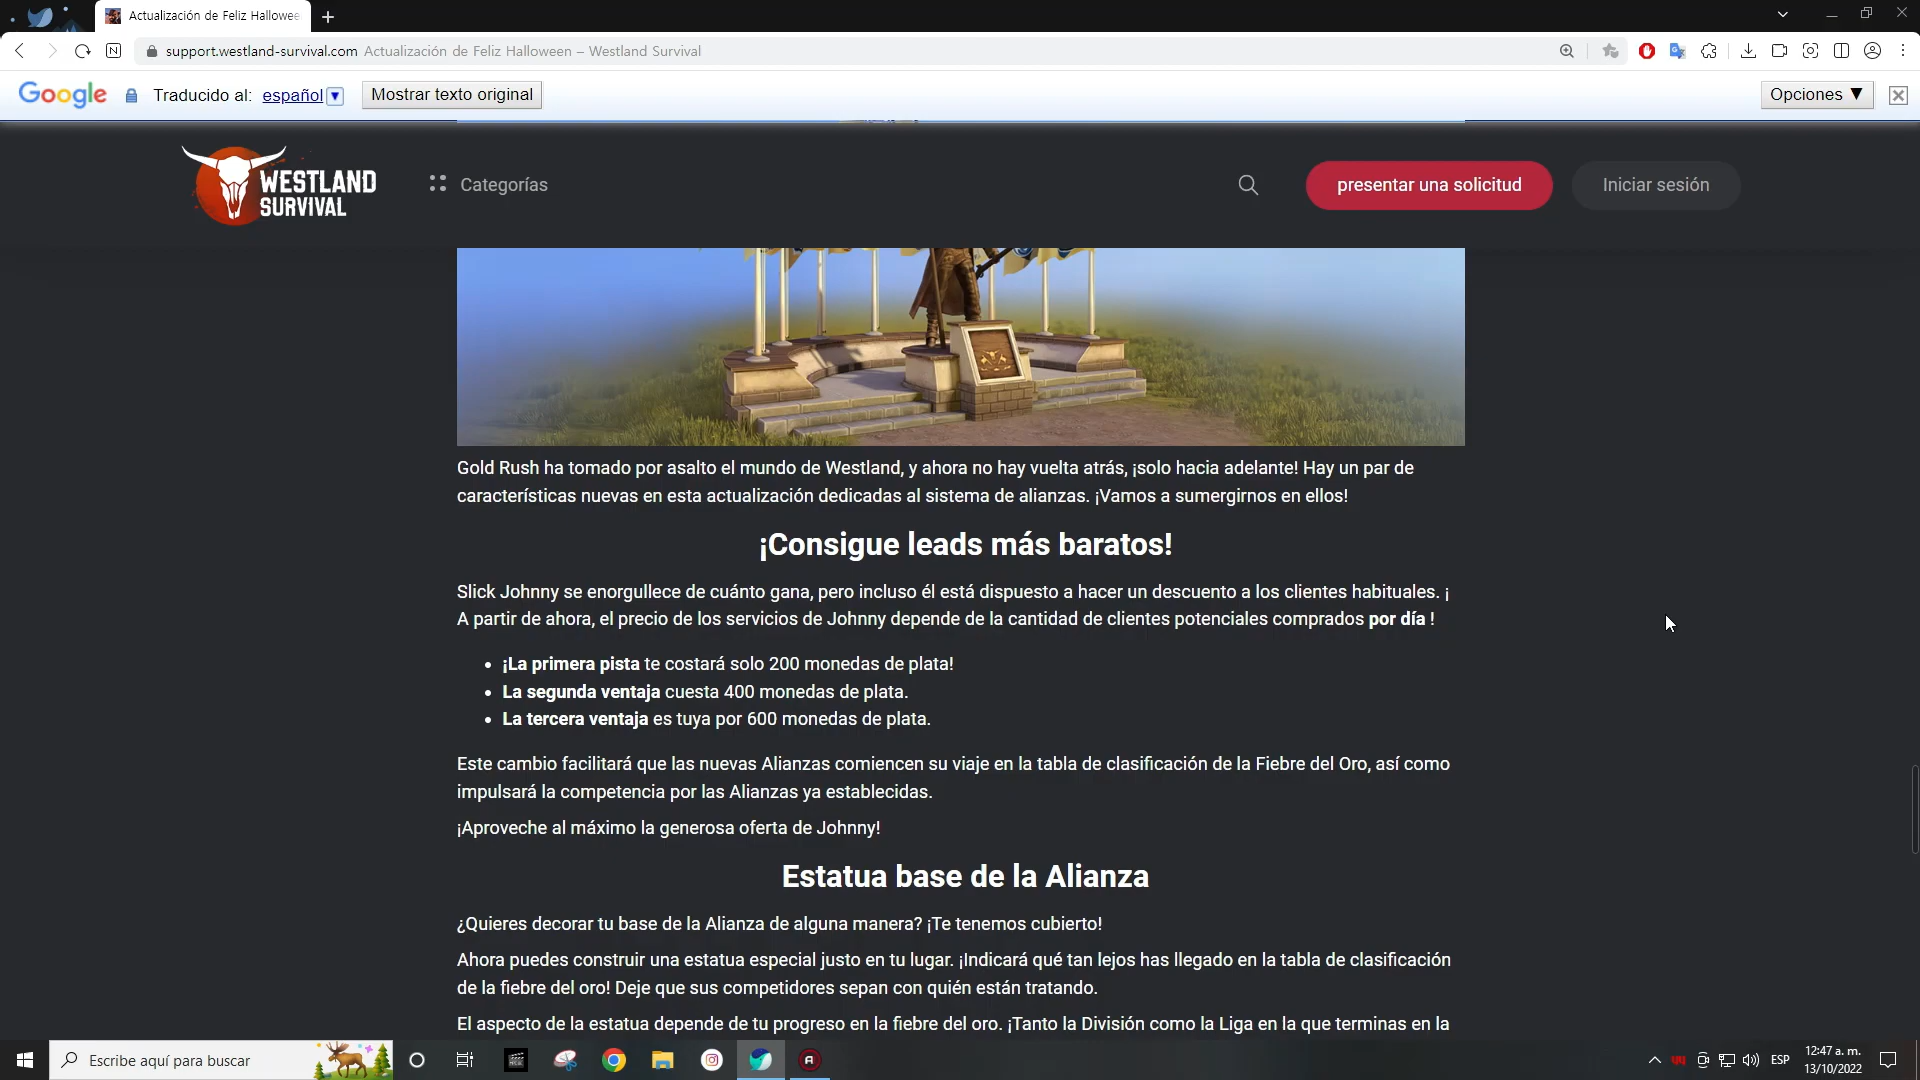 Actualización de Feliz Hallowee
support.westland-survival.com Actualización de Feliz Halloween – Westland Survival
Google Traducido al: español Mostrar texto original Opciones
WESTLAND
SURVIVAL
Categorías presentar una solicitud Iniciar sesión
Gold Rush ha tomado por asalto el mundo de Westland, y ahora no hay vuelta atrás, ¡solo hacia adelante! Hay un par de
características nuevas en esta actualización dedicadas al sistema de alianzas. ¡Vamos a sumergirnos en ellos!
¡Consigue leads más baratos!
Slick Johnny se enorgullece de cuánto gana, pero incluso él está dispuesto a hacer un descuento a los clientes habituales. ¡
A partir de ahora, el precio de los servicios de Johnny depende de la cantidad de clientes potenciales comprados por día !
• ¡La primera pista te costará solo 200 monedas de plata!
• La segunda ventaja cuesta 400 monedas de plata.
• La tercera ventaja es tuya por 600 monedas de plata.
Este cambio facilitará que las nuevas Alianzas comiencen su viaje en la tabla de clasificación de la Fiebre del Oro, así como
impulsará la competencia por las Alianzas ya establecidas.
¡Aproveche al máximo la generosa oferta de Johnny!
Estatua base de la Alianza
¿Quieres decorar tu base de la Alianza de alguna manera? ¡Te tenemos cubierto!
Ahora puedes construir una estatua especial justo en tu lugar. ¡Indicará qué tan lejos has llegado en la tabla de clasificación
de la fiebre del oro! Deje que sus competidores sepan con quién están tratando.
El aspecto de la estatua depende de tu progreso en la fiebre del oro. ¡Tanto la División como la Liga en la que terminas en la
Escribe aquí para buscar
ESP
12:47 a. m.
13/10/2022